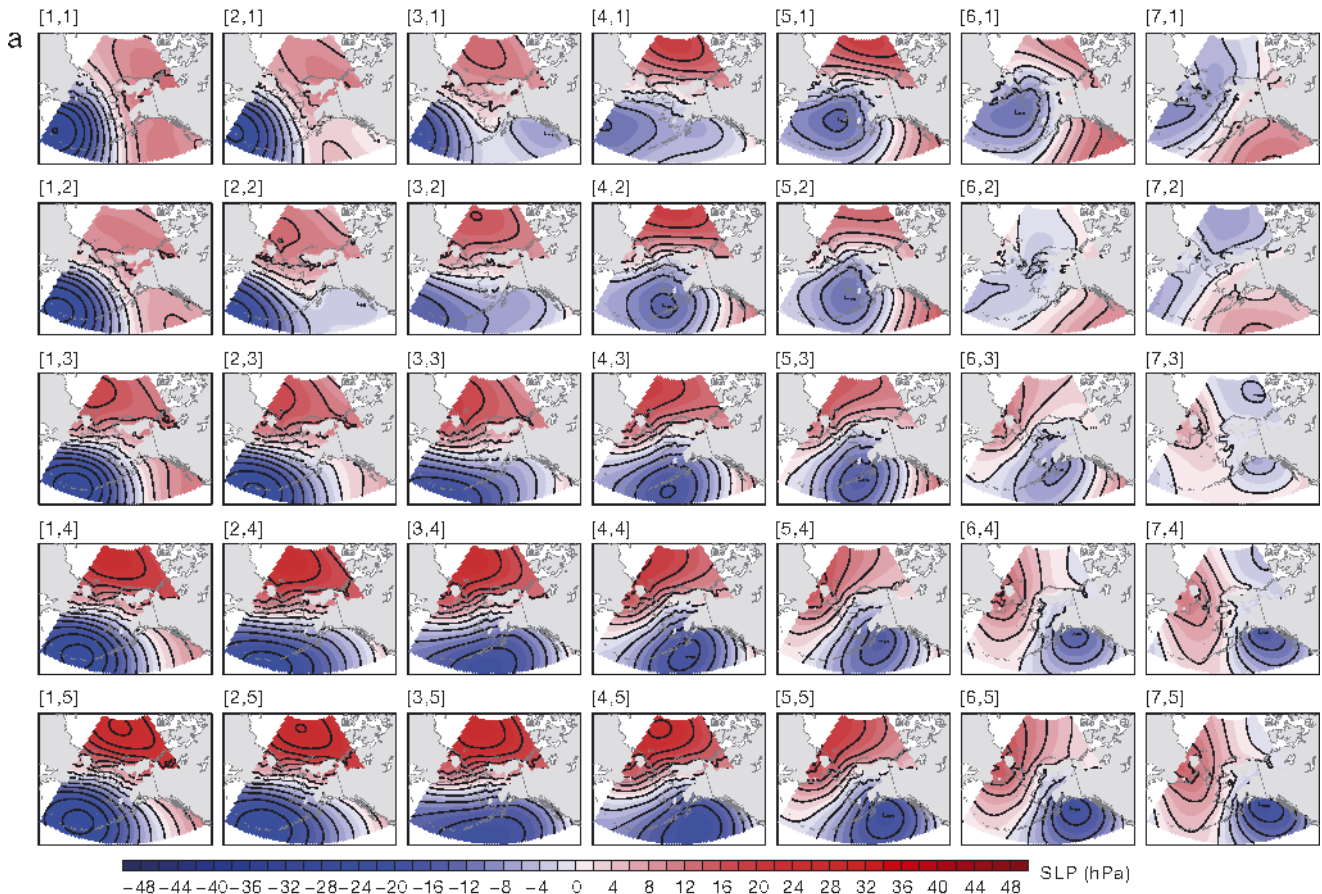 a
[1,1] [2,1] [3,1] [4,1] [5,1] [6,1] [7,1]
[1,2] [2,2] [3,2] [4,2] [5,2] [6,2] [7,2]
[1,3] [2,3] [3,3] [4,3] [5,3] [6,3] [7,3]
[1,4] [2,4] [3,4] [4,4] [5,4] [6,4] [7,4]
[1,5] [2,5] [3,5] [4,5] [5,5] [6,5] [7,5]
−48 −44 −40 −36 −32 −28 −24 −20 −16 −12 −8 −4 0 4 8 12 16 20 24 28 32 36 40 44 48 SLP (hPa)